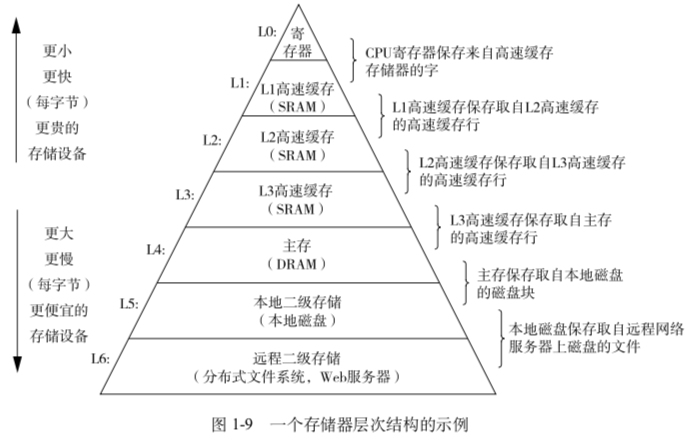 更小
更快
（每字节）
更贵的
存储设备
更大
更慢
（每字节）
更便宜的
存储设备
L0:
寄
存器
L1:
L1高速缓存
（SRAM）
L2:
L2高速缓存
（SRAM）
L3:
L3高速缓存
（SRAM）
L4:
主存
（DRAM）
L5:
本地二级存储
（本地磁盘）
L6:
远程二级存储
（分布式文件系统，Web服务器）
CPU寄存器保存来自高速缓存
存储器的字
L1高速缓存保存取自L2高速缓存
的高速缓存行
L2高速缓存保存取自L3高速缓存
的高速缓存行
L3高速缓存保存取自主存
的高速缓存行
主存保存取自本地磁盘
的磁盘块
本地磁盘保存取自远程网络
服务器上磁盘的文件
图 1-9 一个存储器层次结构的示例